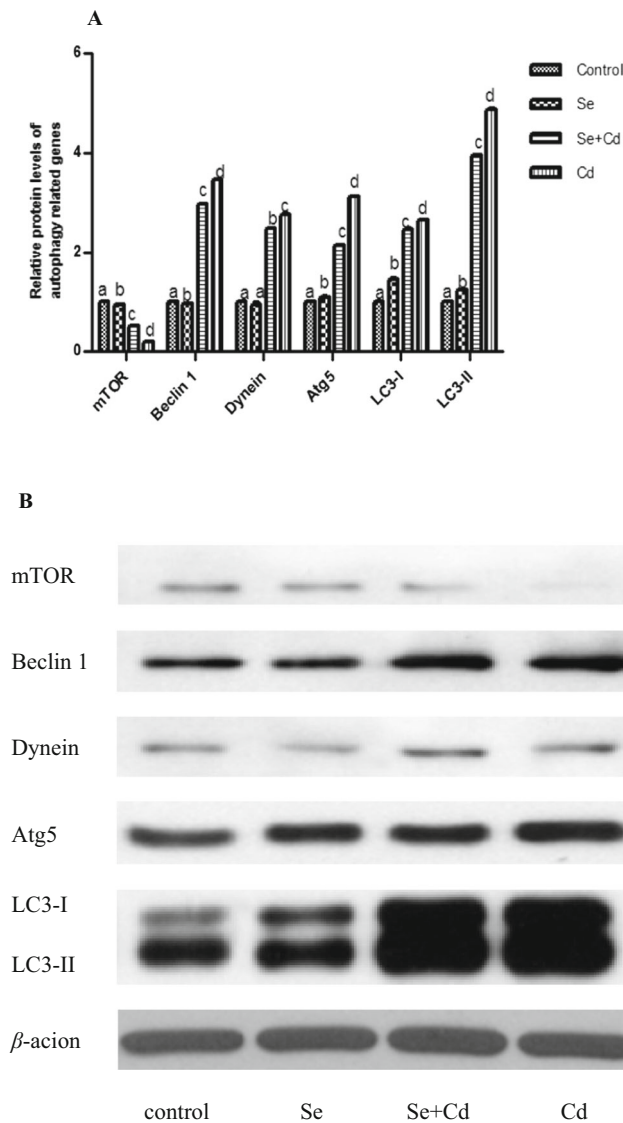 A
Relative protein levels of
autophagy related genes
6
4
2
0
Control
Se
Se+Cd
Cd
a b c d
a b c d
a a b c
a b c d
a b c d
a b c d
mTOR
Beclin 1
Dynein
Atg5
LC3-I
LC3-II
B
mTOR
Beclin 1
Dynein
Atg5
LC3-I
LC3-II
β-acion
control Se Se+Cd Cd